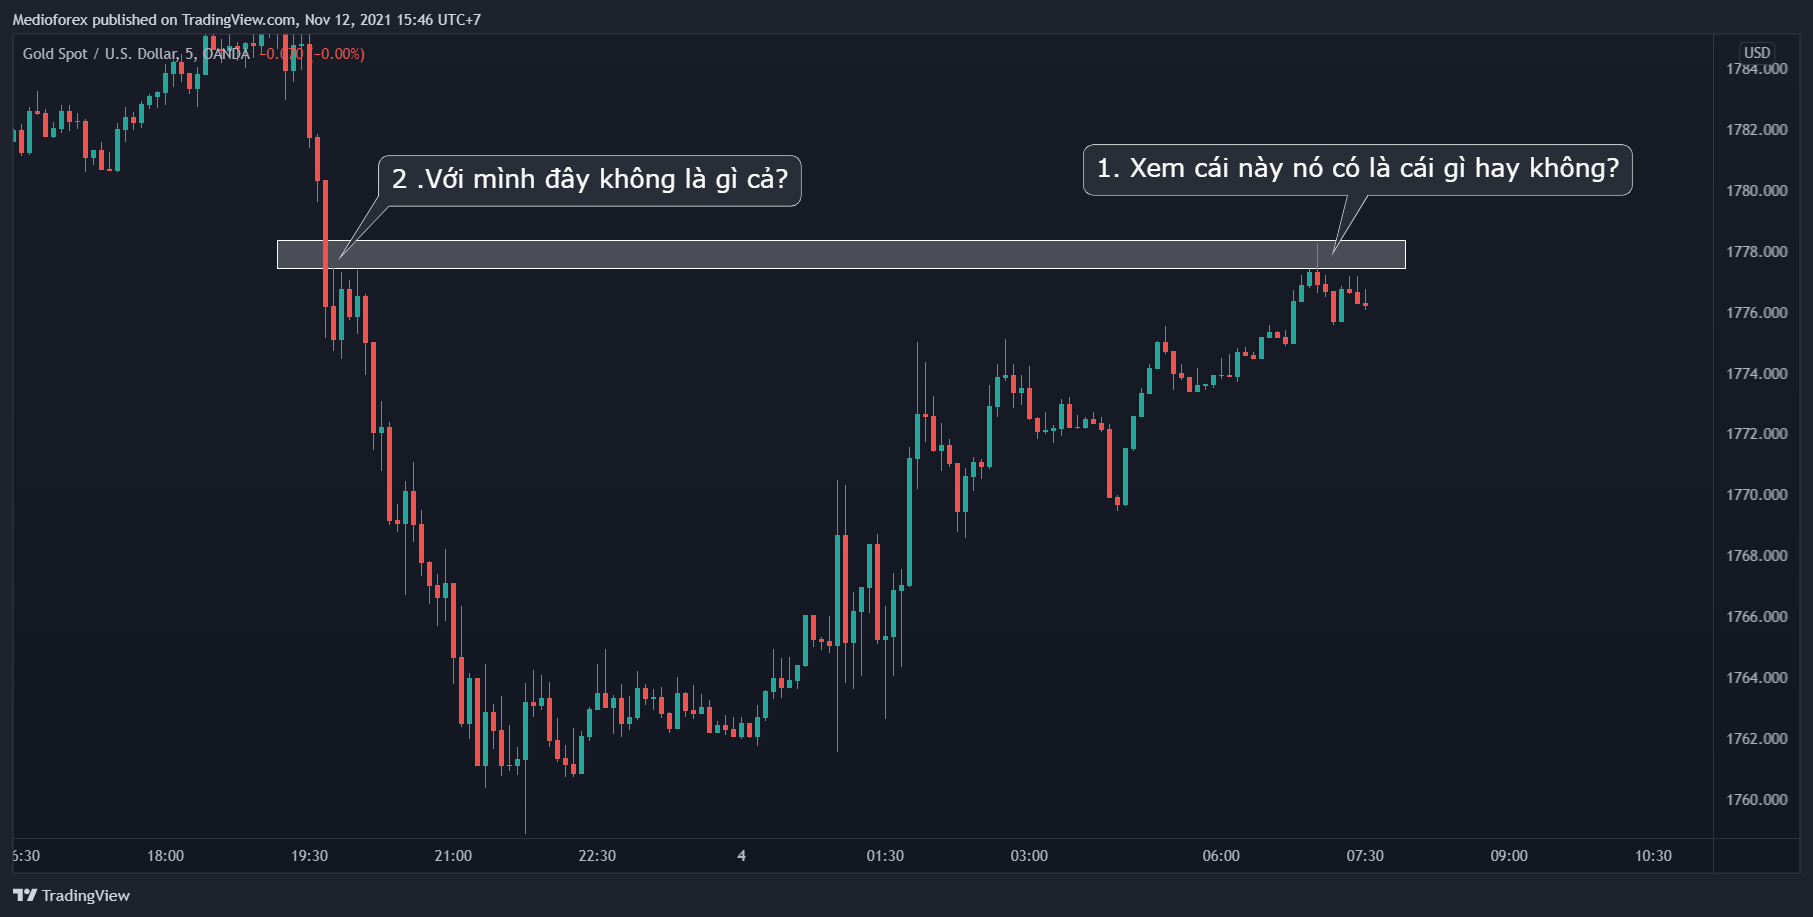 Medioforex published on TradingView.com, Nov 12, 2021 15:46 UTC+7
Gold Spot / U.S. Dollar, 5, OANDA −0.070 (−0.00%)
USD
1784.000
1782.000
1. Xem cái này nó có là cái gì hay không?
2 .Với mình đây không là gì cả?
1780.000
1778.000
1776.000
1774.000
1772.000
1770.000
1768.000
1766.000
1764.000
1762.000
1760.000
6:30 18:00 19:30 21:00 22:30 4 01:30 03:00 06:00 07:30 09:00 10:30
TradingView